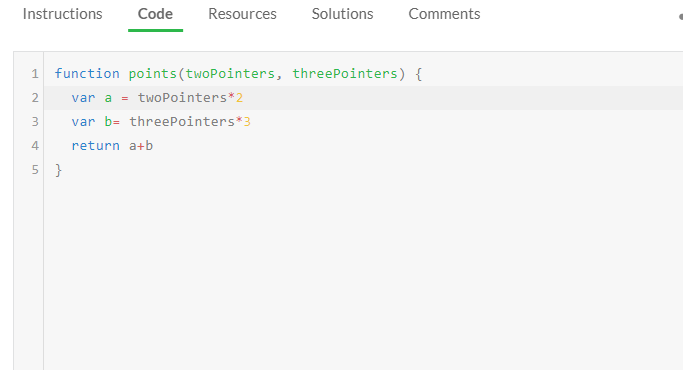 Instructions Code Resources Solutions Comments
1 function points(twoPointers, threePointers) {
2   var a = twoPointers*2
3   var b= threePointers*3
4   return a+b
5 }